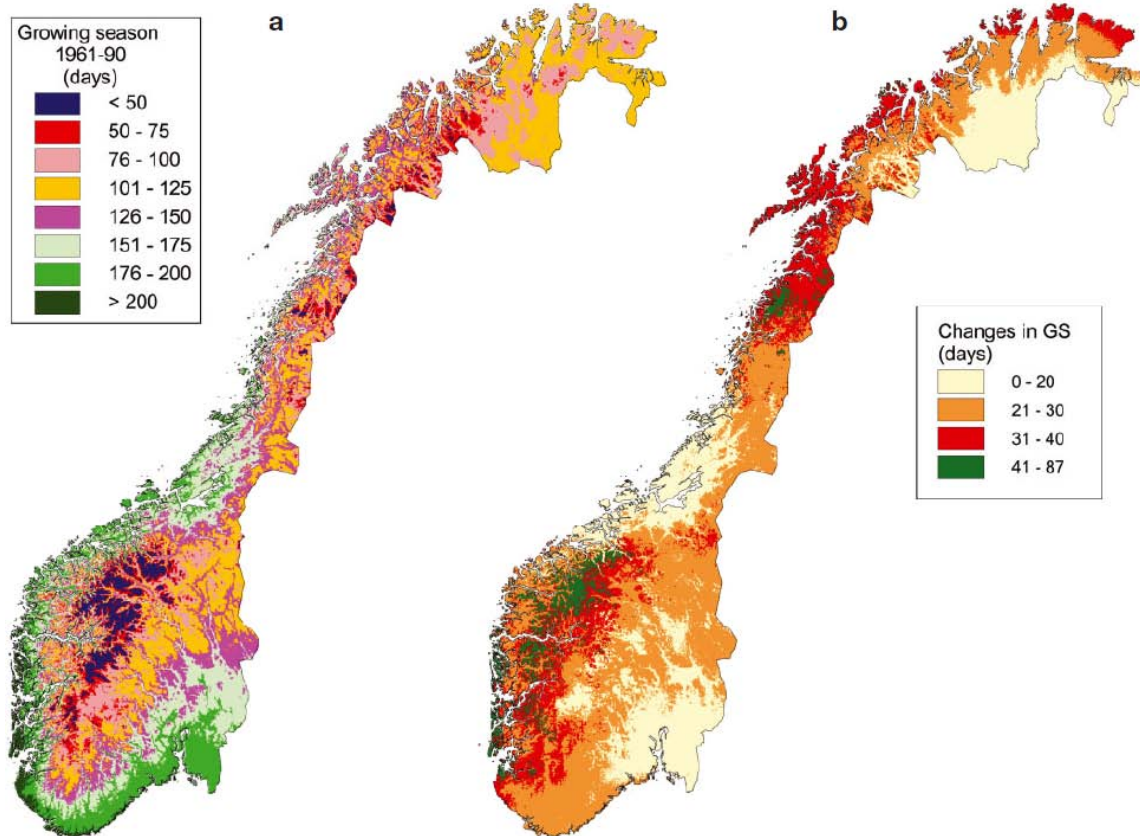 a
b
Growing season
1961-90
(days)
< 50
50 - 75
76 - 100
101 - 125
126 - 150
151 - 175
176 - 200
> 200
Changes in GS
(days)
0 - 20
21 - 30
31 - 40
41 - 87